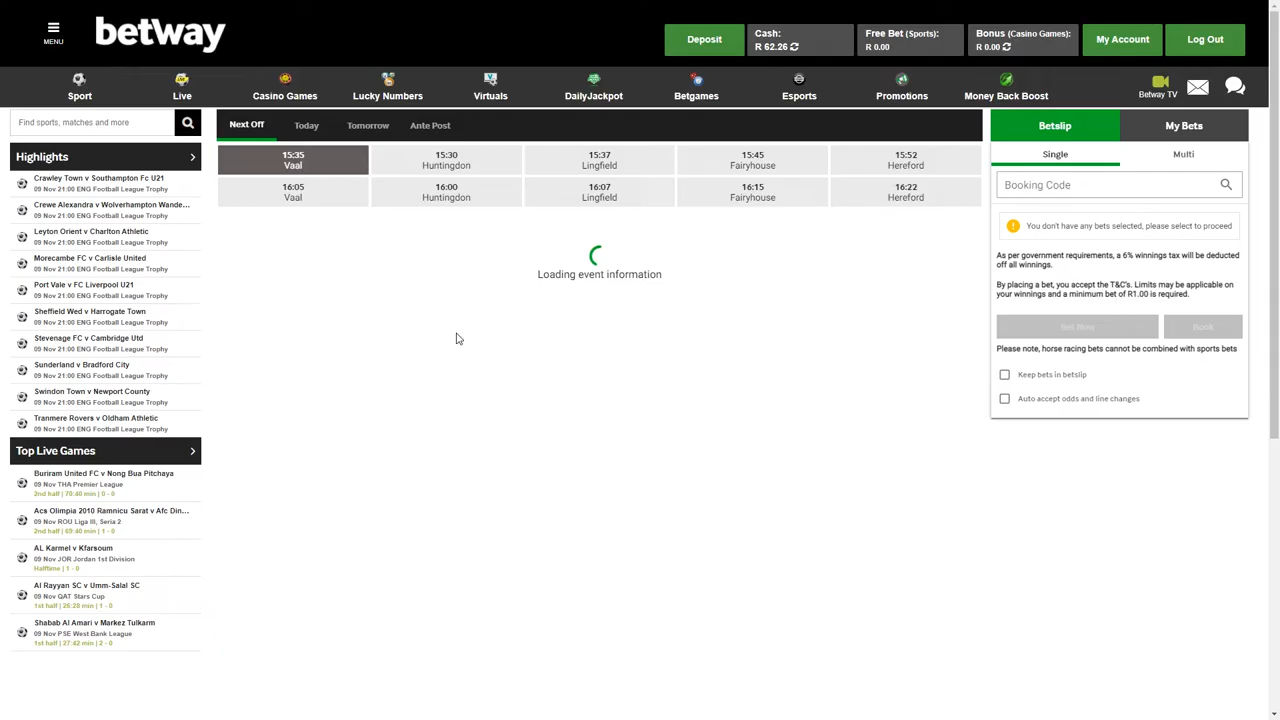 MENU
betway
Deposit
Cash:
R 62.26
Free Bet (Sports):
R 0.00
Bonus (Casino Games):
R 0.00
My Account
Log Out
Sport
Live
Casino Games
Lucky Numbers
Virtuals
DailyJackpot
Betgames
Esports
Promotions
Money Back Boost
Betway TV
Find sports, matches and more
Next Off
Today
Tomorrow
Ante Post
Betslip
My Bets
Highlights
Crawley Town v Southampton Fc U21
09 Nov 21:00 ENG Football League Trophy
Crewe Alexandra v Wolverhampton Wande...
09 Nov 21:00 ENG Football League Trophy
Leyton Orient v Charlton Athletic
09 Nov 21:00 ENG Football League Trophy
Morecambe FC v Carlisle United
09 Nov 21:00 ENG Football League Trophy
Port Vale v FC Liverpool U21
09 Nov 21:00 ENG Football League Trophy
Sheffield Wed v Harrogate Town
09 Nov 21:00 ENG Football League Trophy
Stevenage FC v Cambridge Utd
09 Nov 21:00 ENG Football League Trophy
Sunderland v Bradford City
09 Nov 21:00 ENG Football League Trophy
Swindon Town v Newport County
09 Nov 21:00 ENG Football League Trophy
Tranmere Rovers v Oldham Athletic
09 Nov 21:00 ENG Football League Trophy
Top Live Games
Buriram United FC v Nong Bua Pitchaya
09 Nov THA Premier League
2nd half | 70:40 min | 0 - 0
Acs Olimpia 2010 Ramnicu Sarat v Afc Din...
09 Nov ROU Liga III, Seria 2
2nd half | 69:40 min | 1 - 0
AL Karmel v Kfarsoum
09 Nov JOR Jordan 1st Division
Halftime | 1 - 0
Al Rayyan SC v Umm-Salal SC
09 Nov QAT Stars Cup
1st half | 26:28 min | 1 - 0
Shabab Al Amari v Markez Tulkarm
09 Nov PSE West Bank League
1st half | 27:42 min | 2 - 0
15:35
Vaal
15:30
Huntingdon
15:37
Lingfield
15:45
Fairyhouse
15:52
Hereford
16:05
Vaal
16:00
Huntingdon
16:07
Lingfield
16:15
Fairyhouse
16:22
Hereford
Loading event information
Single
Multi
Booking Code
You don't have any bets selected, please select to proceed
As per government requirements, a 6% winnings tax will be deducted
off all winnings.
By placing a bet, you accept the T&C's. Limits may be applicable on
your winnings and a minimum bet of R1.00 is required.
Bet Now
Book
Please note, horse racing bets cannot be combined with sports bets
Keep bets in betslip
Auto accept odds and line changes